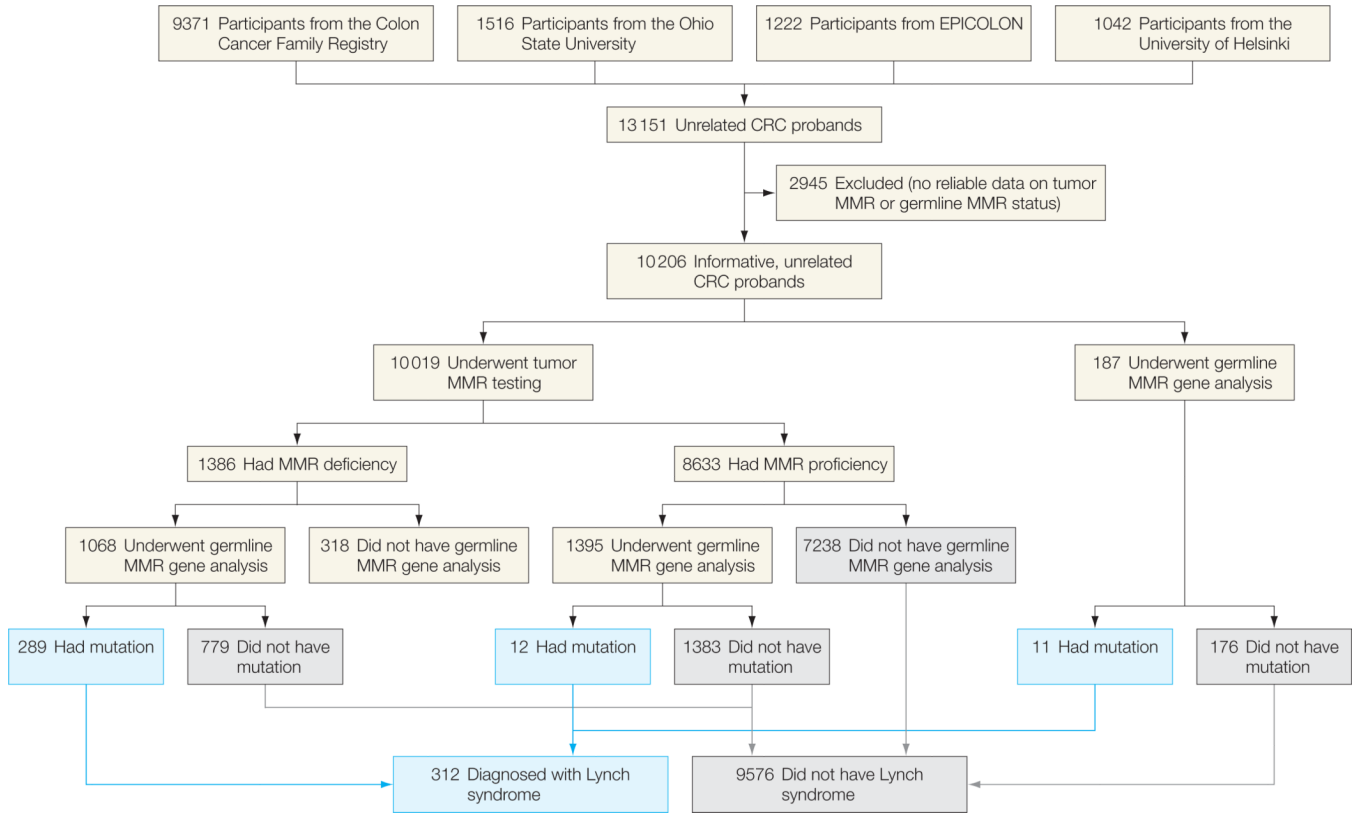 9371 Participants from the Colon
Cancer Family Registry
1516 Participants from the Ohio
State University
1222 Participants from EPICOLON
1042 Participants from the
University of Helsinki
13 151 Unrelated CRC probands
2945 Excluded (no reliable data on tumor
MMR or germline MMR status)
10 206 Informative, unrelated
CRC probands
10 019 Underwent tumor
MMR testing
187 Underwent germline
MMR gene analysis
1386 Had MMR deficiency
8633 Had MMR proficiency
1068 Underwent germline
MMR gene analysis
318 Did not have germline
MMR gene analysis
1395 Underwent germline
MMR gene analysis
7238 Did not have germline
MMR gene analysis
289 Had mutation
779 Did not have
mutation
12 Had mutation
1383 Did not have
mutation
11 Had mutation
176 Did not have
mutation
312 Diagnosed with Lynch
syndrome
9576 Did not have Lynch
syndrome